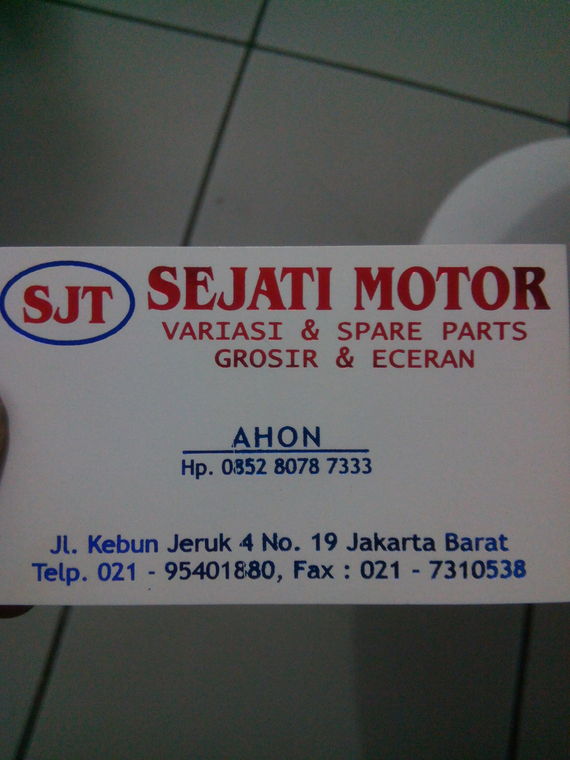 SJT
SEJATI MOTOR
VARIASI & SPARE PARTS
GROSIR & ECERAN
AHON
Hp. 0852 8078 7333
Jl. Kebun Jeruk 4 No. 19 Jakarta Barat
Telp. 021 - 95401880, Fax : 021 - 7310538